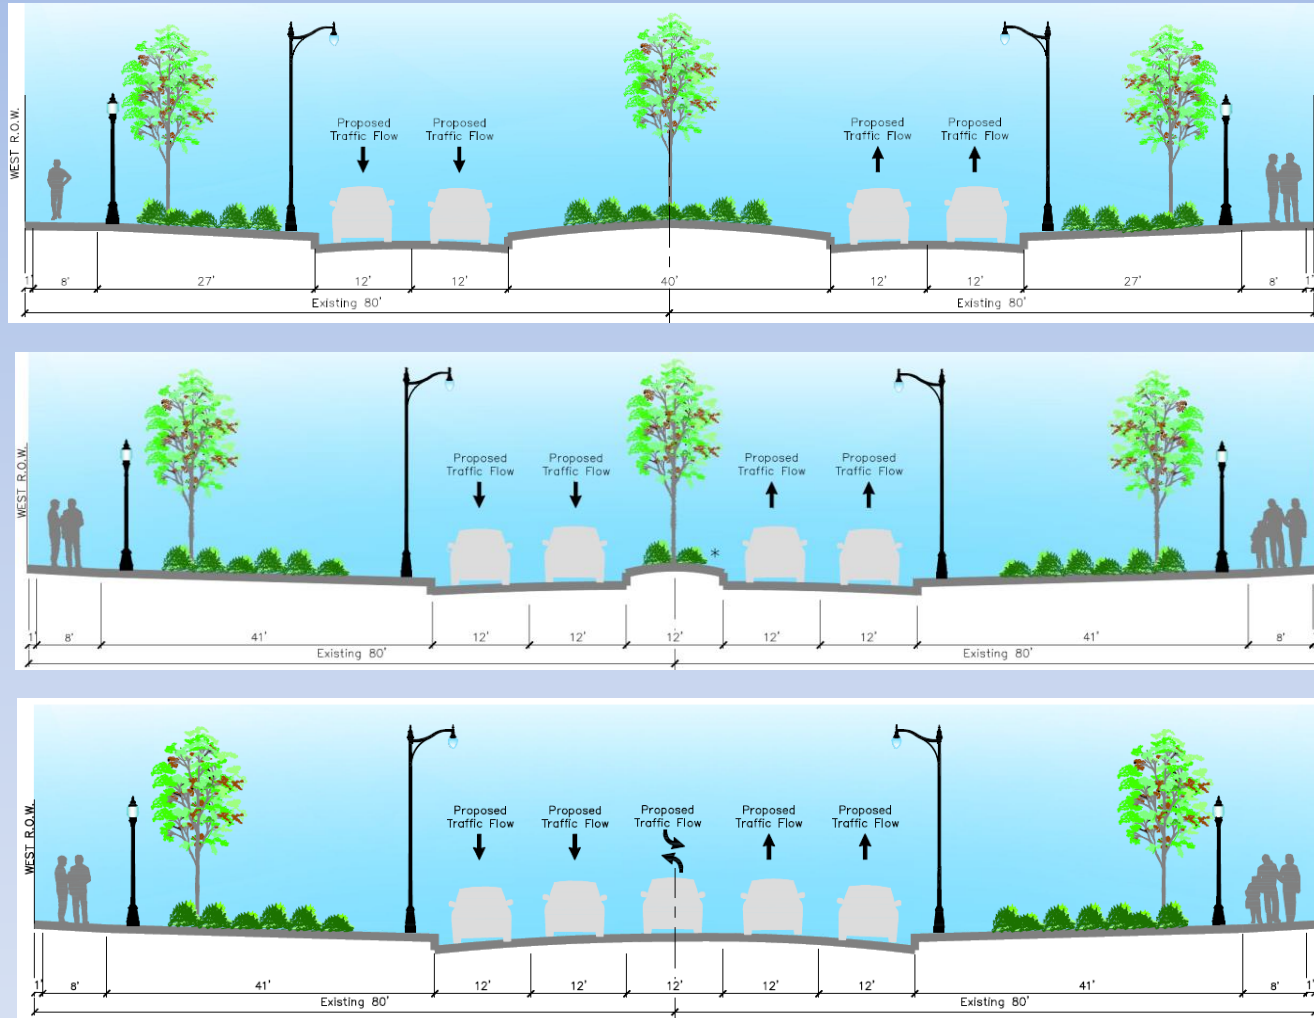 WEST R.O.W.
Proposed
Traffic Flow
Proposed
Traffic Flow
Proposed
Traffic Flow
Proposed
Traffic Flow
1' 8' 27' 12' 12' 40' 12' 12' 27' 8' 1'
Existing 80' Existing 80'
WEST R.O.W.
Proposed
Traffic Flow
Proposed
Traffic Flow
*
Proposed
Traffic Flow
Proposed
Traffic Flow
1' 8' 41' 12' 12' 12' 12' 12' 41' 8'
Existing 80' Existing 80'
WEST R.O.W.
Proposed
Traffic Flow
Proposed
Traffic Flow
Proposed
Traffic Flow
Proposed
Traffic Flow
Proposed
Traffic Flow
1' 8' 41' 12' 12' 12' 12' 12' 41' 8' 1'
Existing 80' Existing 80'